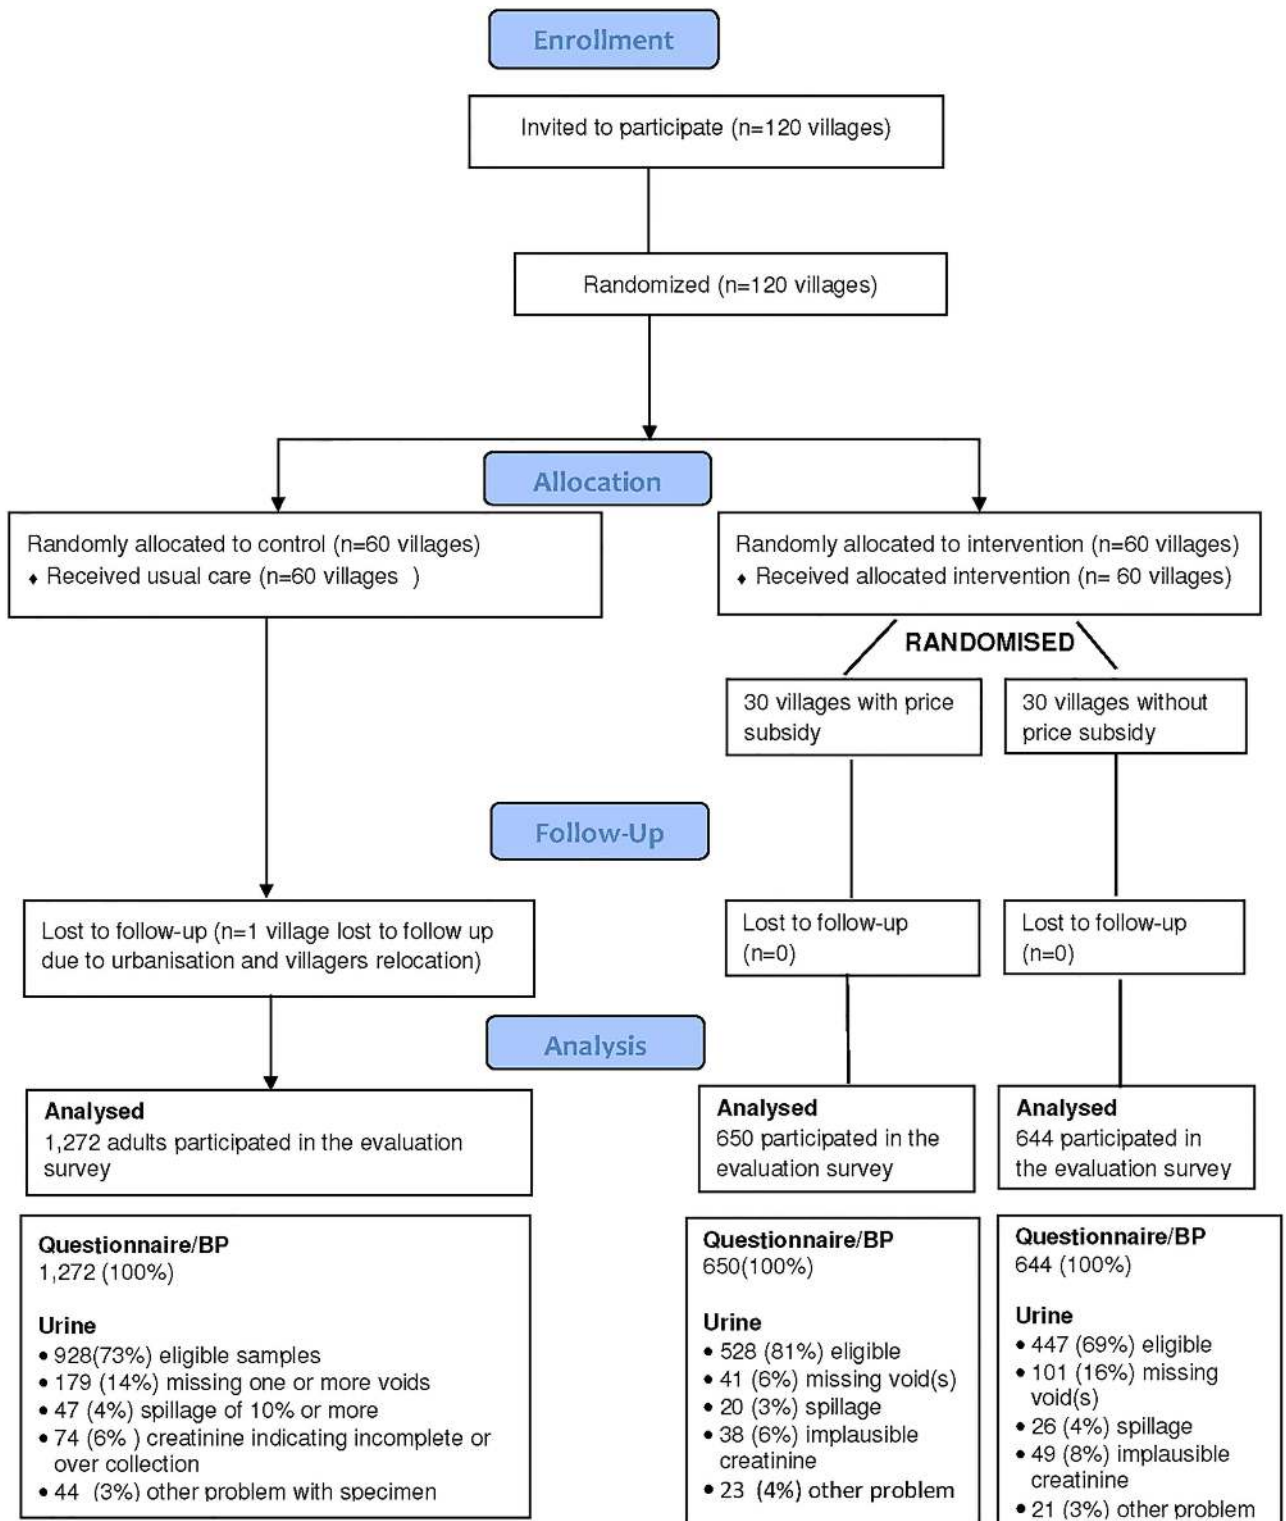 Enrollment
Invited to participate (n=120 villages)
Randomized (n=120 villages)
Allocation
Randomly allocated to control (n=60 villages)
♦ Received usual care (n=60 villages )
Randomly allocated to intervention (n=60 villages)
♦ Received allocated intervention (n= 60 villages)
RANDOMISED
30 villages with price
subsidy
30 villages without
price subsidy
Follow-Up
Lost to follow-up (n=1 village lost to follow up
due to urbanisation and villagers relocation)
Lost to follow-up
(n=0)
Lost to follow-up
(n=0)
Analysis
Analysed
1,272 adults participated in the evaluation
survey
Analysed
650 participated in the
evaluation survey
Analysed
644 participated in
the evaluation survey
Questionnaire/BP
1,272 (100%)
Urine
• 928(73%) eligible samples
• 179 (14%) missing one or more voids
• 47 (4%) spillage of 10% or more
• 74 (6% ) creatinine indicating incomplete or
over collection
• 44 (3%) other problem with specimen
Questionnaire/BP
650(100%)
Urine
• 528 (81%) eligible
• 41 (6%) missing void(s)
• 20 (3%) spillage
• 38 (6%) implausible
creatinine
• 23 (4%) other problem
Questionnaire/BP
644 (100%)
Urine
• 447 (69%) eligible
• 101 (16%) missing
void(s)
• 26 (4%) spillage
• 49 (8%) implausible
creatinine
• 21 (3%) other problem